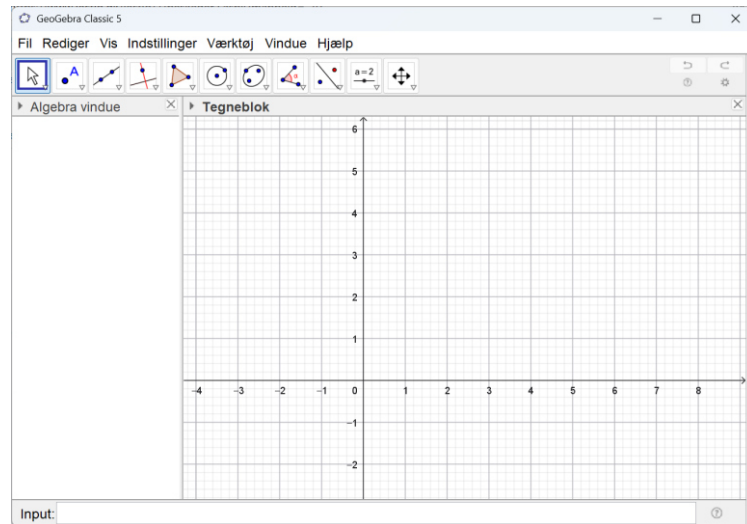 GeoGebra Classic 5
Fil Rediger Vis Indstillinger Værktøj Vindue Hjælp
A α a=2
Algebra vindue
Tegneblok
6
5
4
3
2
1
−4 −3 −2 −1 0 1 2 3 4 5 6 7 8
−1
−2
Input: